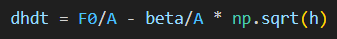 dhdt = F0/A - beta/A * np.sqrt(h)